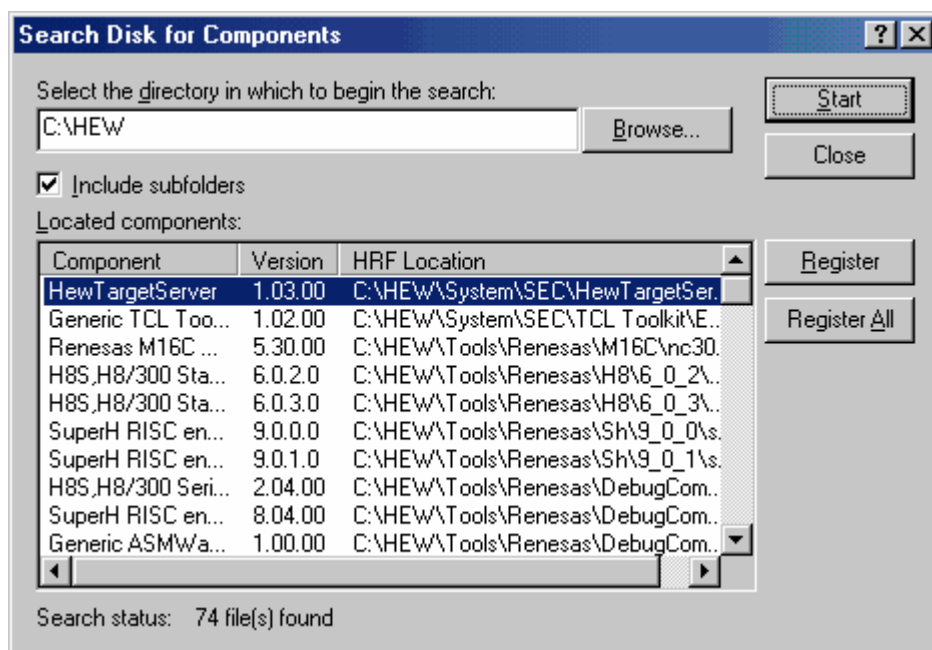 Search Disk for Components
Select the directory in which to begin the search:
Start
C:\HEW
Browse...
Close
Include subfolders
Located components:
Component Version HRF Location
Register
HewTargetServer 1.03.00 C:\HEW\System\SEC\HewTargetSer.
Generic TCL Too... 1.02.00 C:\HEW\System\SEC\TCL Toolkit\E..
Register All
Renesas M16C ... 5.30.00 C:\HEW\Tools\Renesas\M16C\nc30.
H8S,H8/300 Sta... 6.0.2.0 C:\HEW\Tools\Renesas\H8\6_0_2\..
H8S,H8/300 Sta... 6.0.3.0 C:\HEW\Tools\Renesas\H8\6_0_3\..
SuperH RISC en... 9.0.0.0 C:\HEW\Tools\Renesas\Sh\9_0_0\s.
SuperH RISC en... 9.0.1.0 C:\HEW\Tools\Renesas\Sh\9_0_1\s.
H8S,H8/300 Seri... 2.04.00 C:\HEW\Tools\Renesas\DebugCom..
SuperH RISC en... 8.04.00 C:\HEW\Tools\Renesas\DebugCom..
Generic ASMWa... 1.00.00 C:\HEW\Tools\Renesas\DebugCom..
Search status: 74 file(s) found